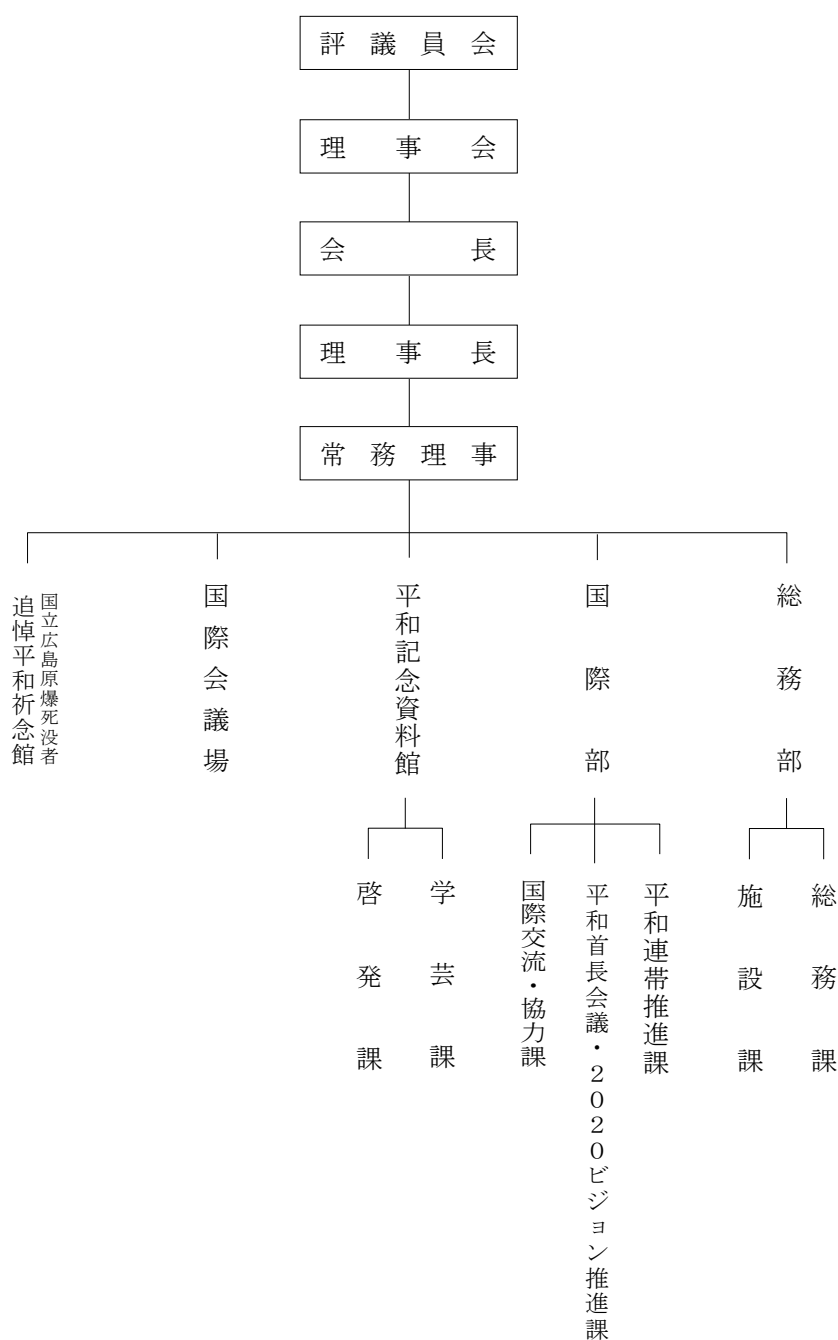 評議員会
理事会
会長
理事長
常務理事
総務部
国際部
平和記念資料館
国際会議場
国立広島原爆死没者
追悼平和祈念館
総務課
施設課
平和連帯推進課
平和首長会議・2020ビジョン推進課
国際交流・協力課
学芸課
啓発課